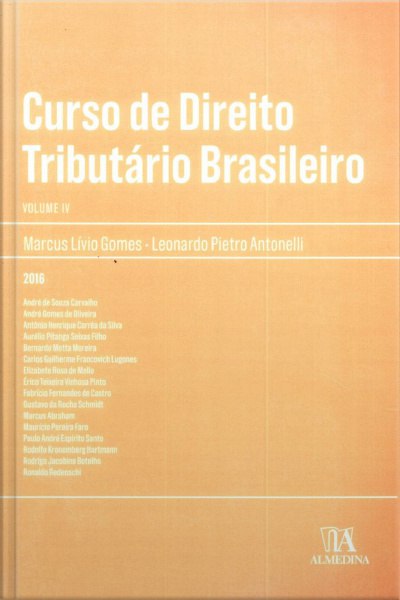 Curso de Direito
Tributário Brasileiro
VOLUME IV
Marcus Lívio Gomes - Leonardo Pietro Antonelli
2016
André de Souza Carvalho
André Gomes de Oliveira
Antônio Henrique Corrêa da Silva
Aurélio Pitanga Seixas Filho
Bernardo Motta Moreira
Carlos Guilherme Francovich Lugones
Elizabete Rosa de Mello
Érico Teixeira Vinhosa Pinto
Fabrício Fernandes de Castro
Gustavo da Rocha Schmidt
Marcus Abraham
Maurício Pereira Faro
Paulo André Espírito Santo
Rodolfo Kronemberg Hartmann
Rodrigo Jacobina Botelho
Ronaldo Redenschi
ALMEDINA